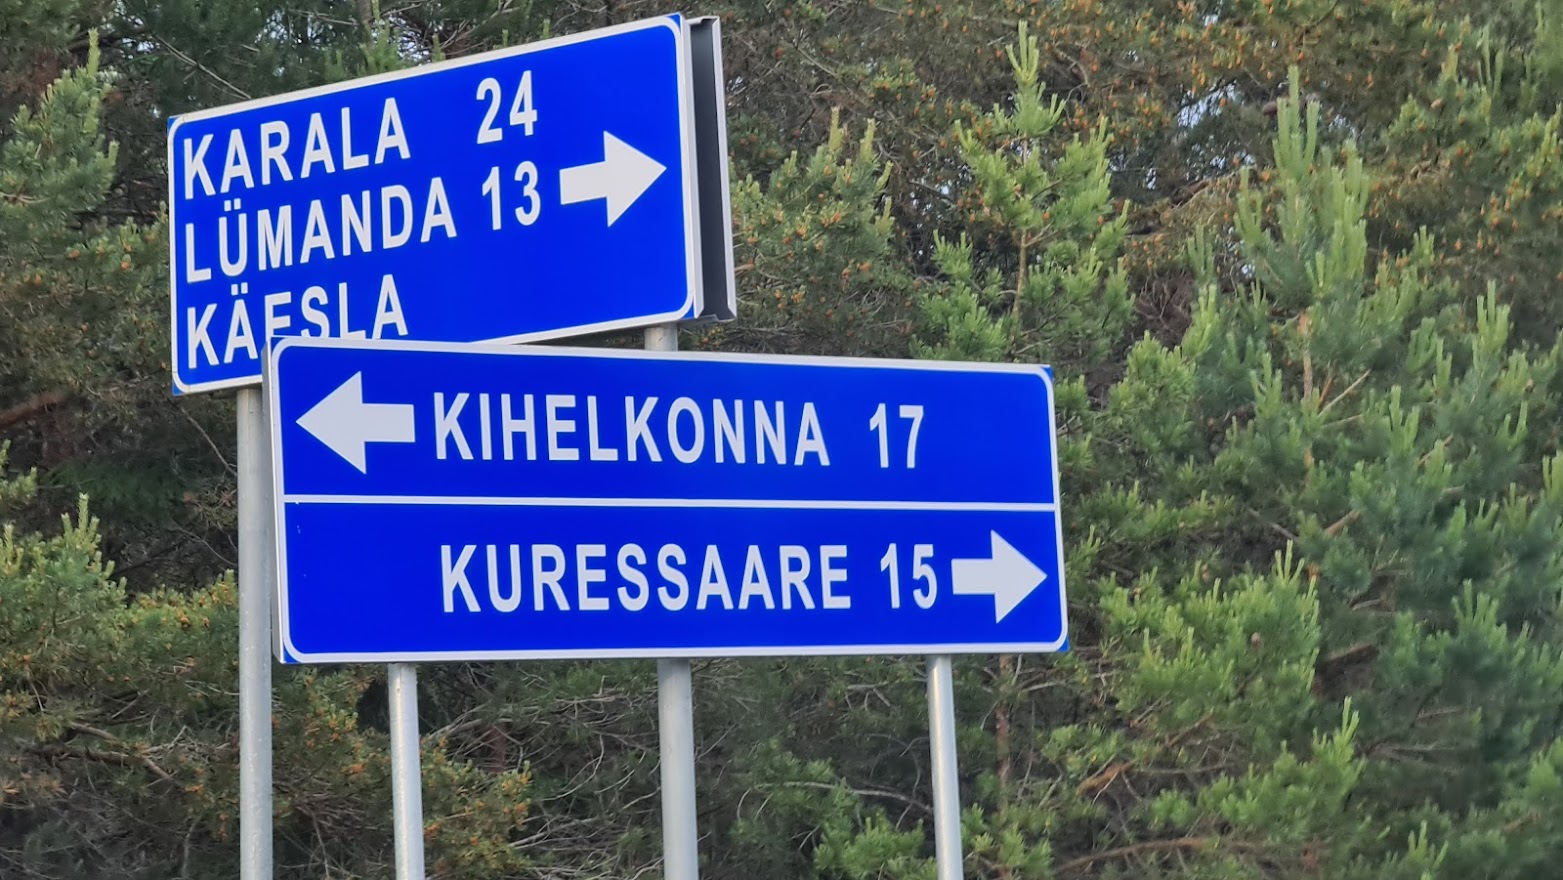 KARALA 24
LÜMANDA 13
KÄESLA
KIHELKONNA 17
KURESSAARE 15